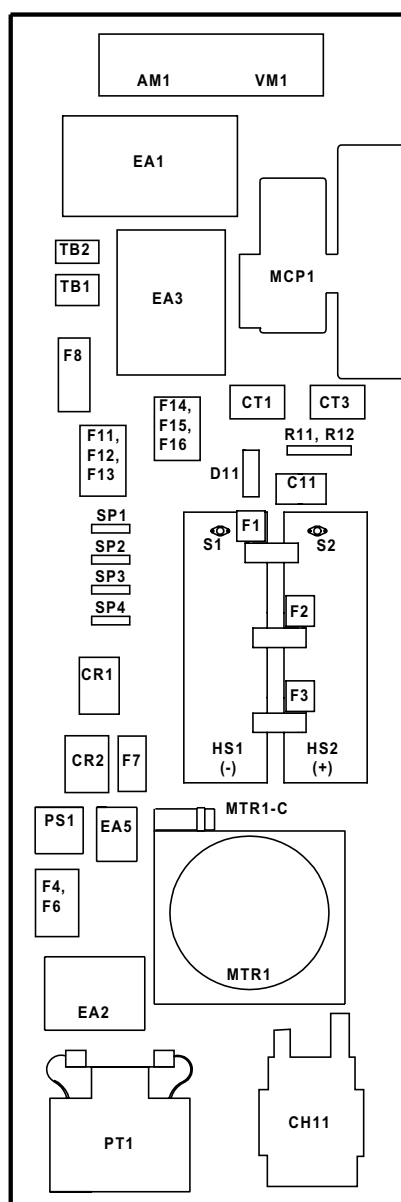 AM1 VM1
EA1
TB2
TB1
EA3
MCP1
F8
CT1 CT3
F14,
F15,
F16
F11,
F12,
F13
R11, R12
D11
C11
SP1
SP2
SP3
SP4
F1
S1
S2
F2
F3
CR1
HS1
(-)
HS2
(+)
CR2
F7
MTR1-C
PS1
EA5
F4,
F6
MTR1
EA2
PT1
CH11